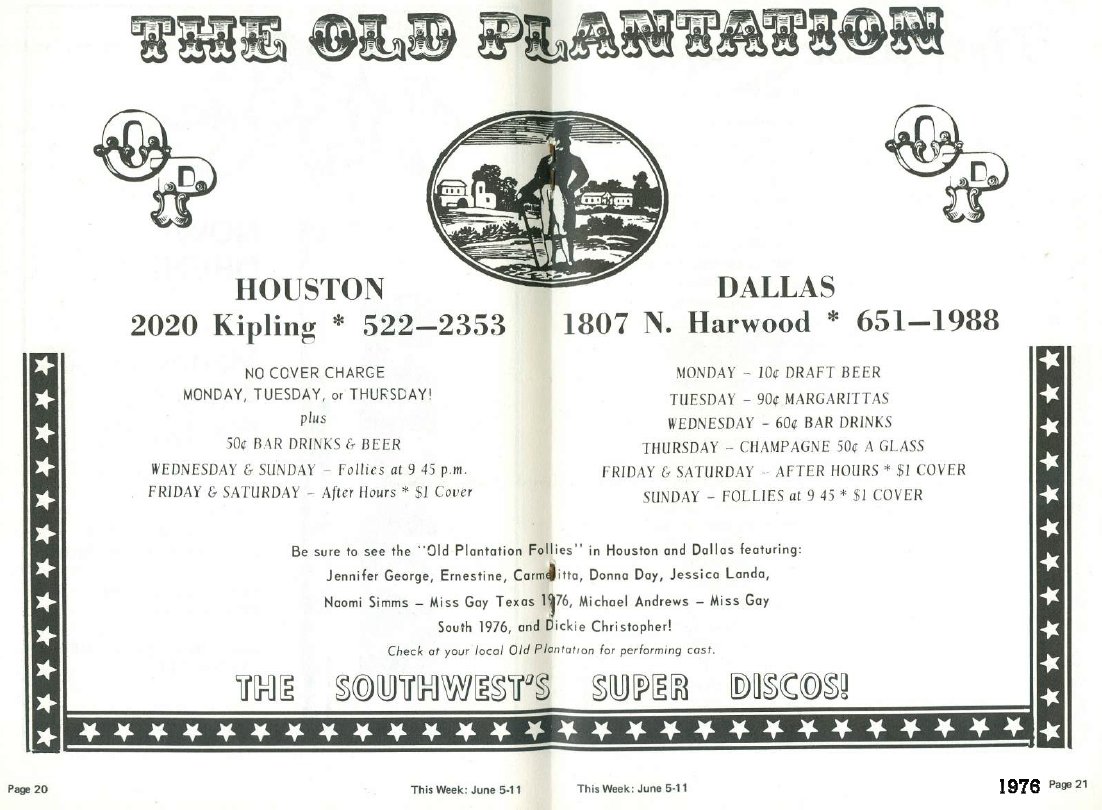 THE OLD PLANTATION
OP
OP
HOUSTON
2020 Kipling * 522—2353
NO COVER CHARGE
MONDAY, TUESDAY, or THURSDAY!
plus
50¢ BAR DRINKS & BEER
WEDNESDAY & SUNDAY – Follies at 9 45 p.m.
FRIDAY & SATURDAY – After Hours * $1 Cover
DALLAS
1807 N. Harwood * 651—1988
MONDAY – 10¢ DRAFT BEER
TUESDAY – 90¢ MARGARITTAS
WEDNESDAY – 60¢ BAR DRINKS
THURSDAY – CHAMPAGNE 50¢ A GLASS
FRIDAY & SATURDAY – AFTER HOURS * $1 COVER
SUNDAY – FOLLIES at 9 45 * $1 COVER
Be sure to see the "Old Plantation Follies" in Houston and Dallas featuring:
Jennifer George, Ernestine, Carmelitta, Donna Day, Jessica Landa,
Naomi Simms – Miss Gay Texas 1976, Michael Andrews – Miss Gay
South 1976, and Dickie Christopher!
Check at your local Old Plantation for performing cast.
THE SOUTHWEST'S SUPER DISCOS!
Page 20
This Week: June 5-11
This Week: June 5-11
1976 Page 21